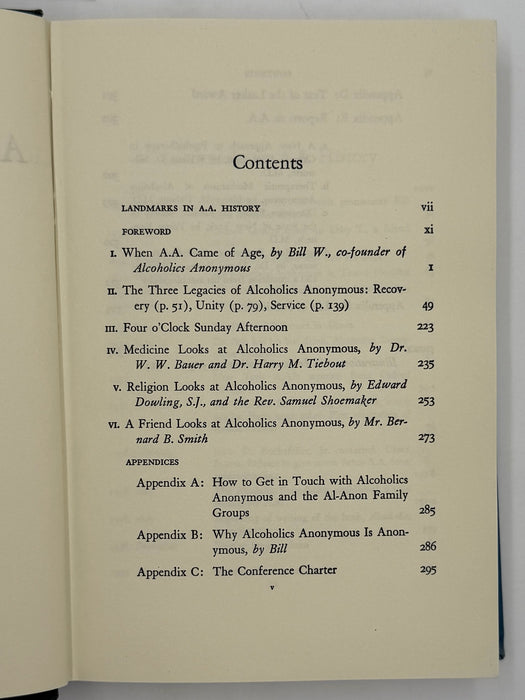 Contents
LANDMARKS IN A.A. HISTORY vii
FOREWORD xi
I. When A.A. Came of Age, by Bill W., co-founder of
Alcoholics Anonymous 1
II. The Three Legacies of Alcoholics Anonymous: Recov-
ery (p. 51), Unity (p. 79), Service (p. 139) 49
III. Four o'Clock Sunday Afternoon 223
IV. Medicine Looks at Alcoholics Anonymous, by Dr.
W. W. Bauer and Dr. Harry M. Tiebout 235
V. Religion Looks at Alcoholics Anonymous, by Edward
Dowling, S.J., and the Rev. Samuel Shoemaker 253
VI. A Friend Looks at Alcoholics Anonymous, by Mr. Ber-
nard B. Smith 273
APPENDICES
Appendix A: How to Get in Touch with Alcoholics
Anonymous and the Al-Anon Family
Groups 285
Appendix B: Why Alcoholics Anonymous Is Anon-
ymous, by Bill 286
Appendix C: The Conference Charter 295
v